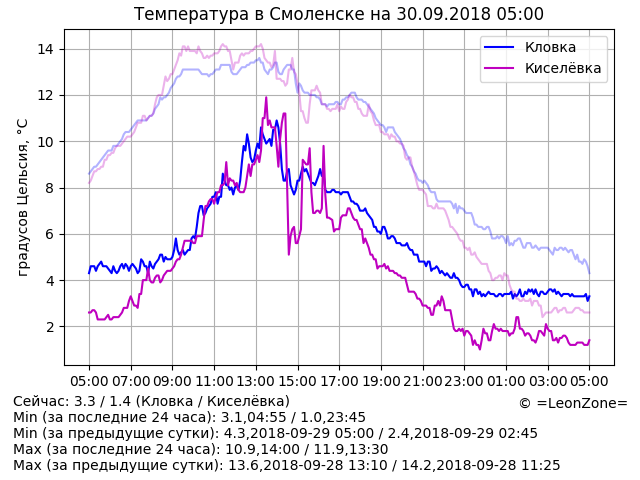 Температура в Смоленске на 30.09.2018 05:00
Кловка
Киселёвка
градусов Цельсия, °C
14
12
10
8
6
4
2
05:00 07:00 09:00 11:00 13:00 15:00 17:00 19:00 21:00 23:00 01:00 03:00 05:00
Сейчас: 3.3 / 1.4 (Кловка / Киселёвка)
© =LeonZone=
Min (за последние 24 часа): 3.1,04:55 / 1.0,23:45
Min (за предыдущие сутки): 4.3,2018-09-29 05:00 / 2.4,2018-09-29 02:45
Max (за последние 24 часа): 10.9,14:00 / 11.9,13:30
Max (за предыдущие сутки): 13.6,2018-09-28 13:10 / 14.2,2018-09-28 11:25